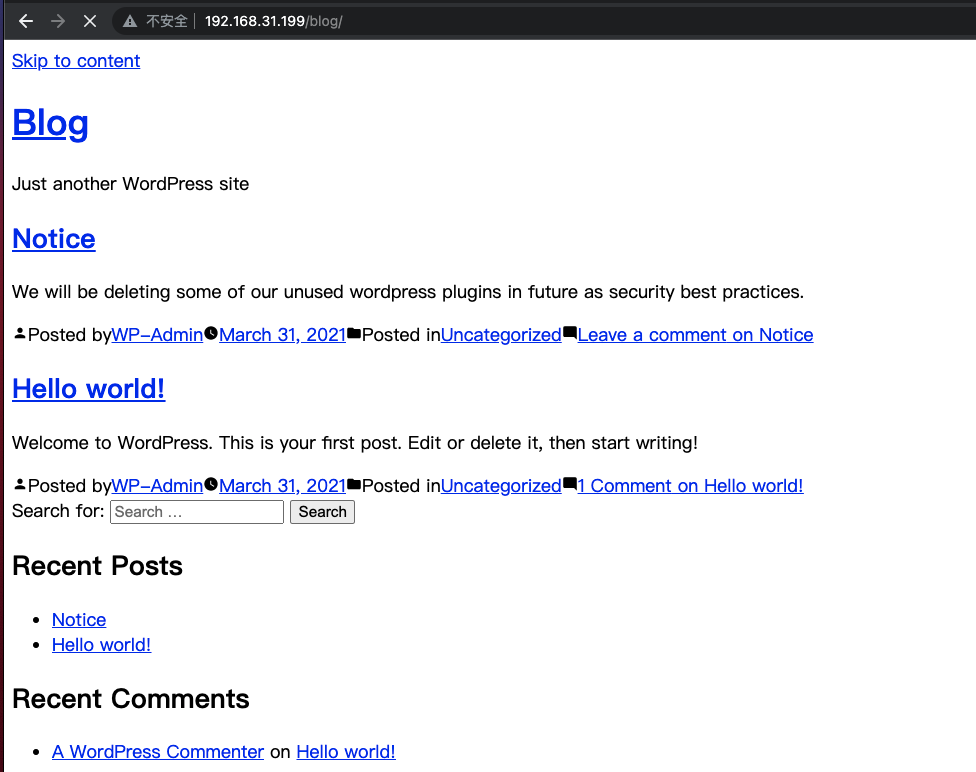 不安全 192.168.31.199/blog/
Skip to content
Blog
Just another WordPress site
Notice
We will be deleting some of our unused wordpress plugins in future as security best practices.
Posted byWP-AdminMarch 31, 2021Posted inUncategorizedLeave a comment on Notice
Hello world!
Welcome to WordPress. This is your first post. Edit or delete it, then start writing!
Posted byWP-AdminMarch 31, 2021Posted inUncategorized1 Comment on Hello world!
Search for: Search … Search
Recent Posts
Notice
Hello world!
Recent Comments
A WordPress Commenter on Hello world!